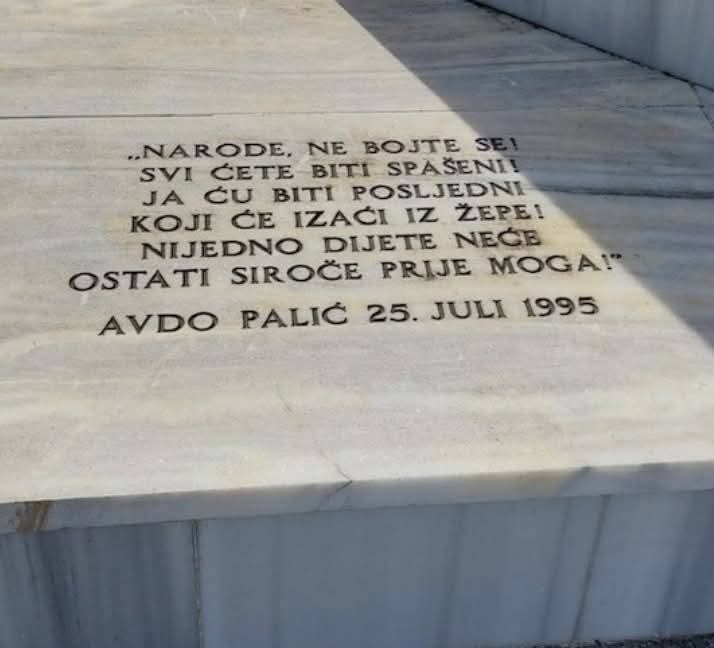 „NARODE, NE BOJTE SE!
SVI ĆETE BITI SPAŠENI!
JA ĆU BITI POSLJEDNI
KOJI ĆE IZAĆI IZ ŽEPE!
NIJEDNO DIJETE NEĆE
OSTATI SIROČE PRIJE MOGA!”
AVDO PALIĆ 25. JULI 1995